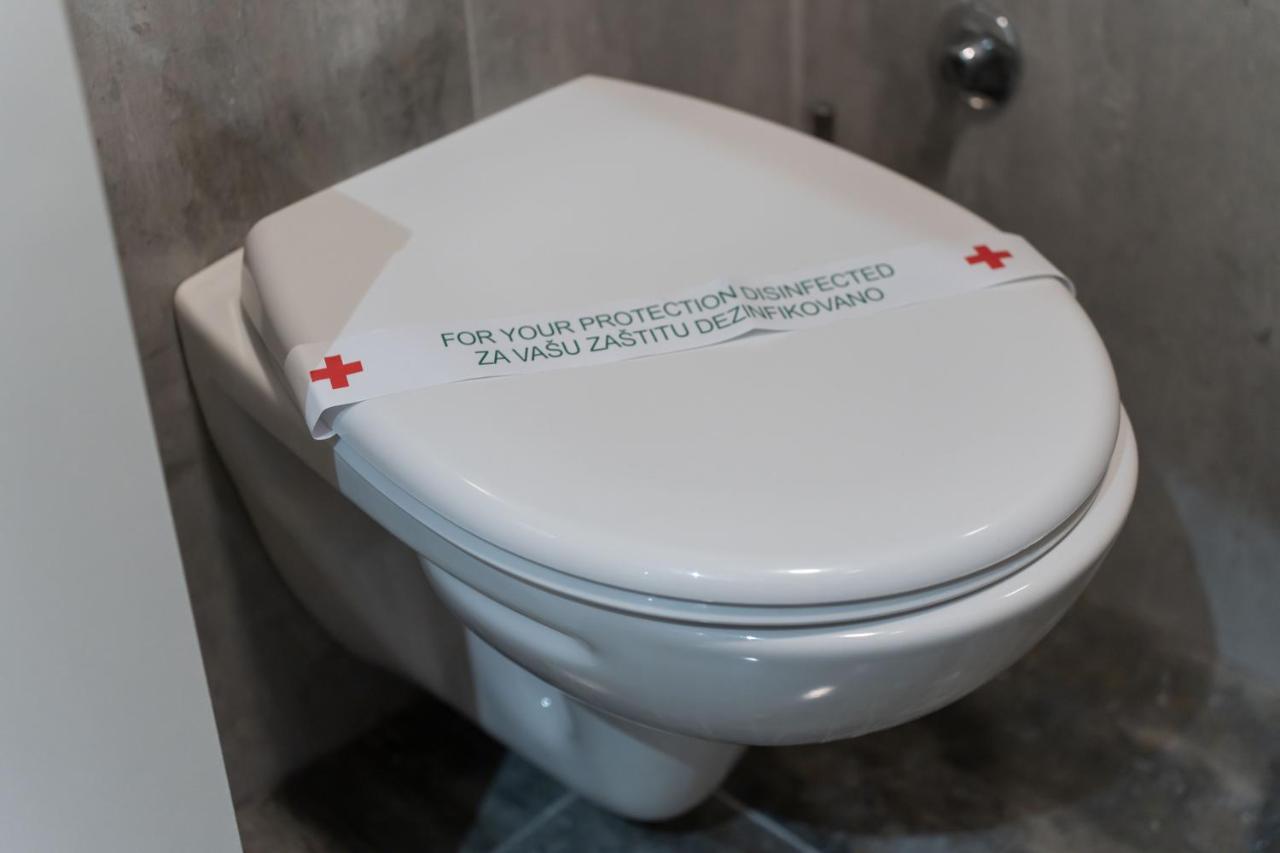 FOR YOUR PROTECTION DISINFECTED
ZA VAŠU ZAŠTITU DEZINFIKOVANO